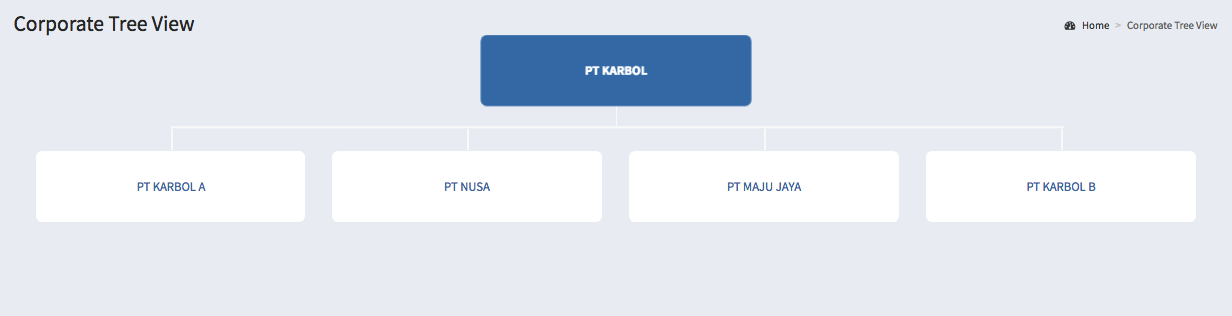 Corporate Tree View
Home > Corporate Tree View
PT KARBOL
PT KARBOL A
PT NUSA
PT MAJU JAYA
PT KARBOL B